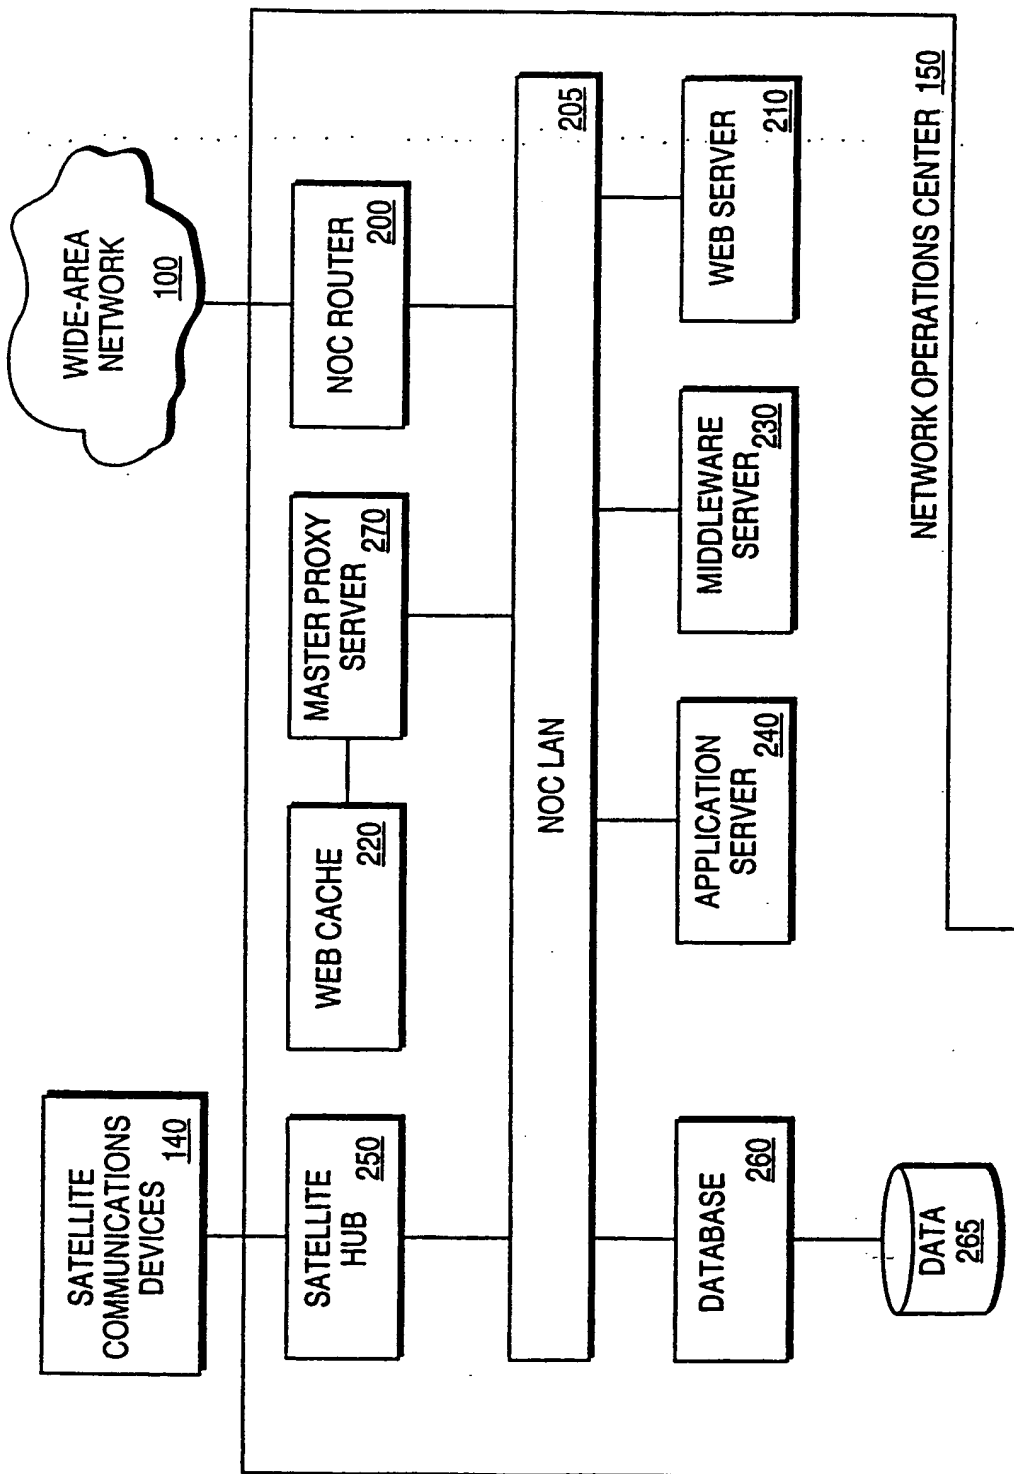 SATELLITE
COMMUNICATIONS
DEVICES
140
WIDE-AREA
NETWORK
100
SATELLITE
HUB
250
WEB CACHE
220
MASTER PROXY
SERVER
270
NOC ROUTER
200
NOC LAN
205
DATABASE
260
APPLICATION
SERVER
240
MIDDLEWARE
SERVER
230
WEB SERVER
210
DATA
265
NETWORK OPERATIONS CENTER 150